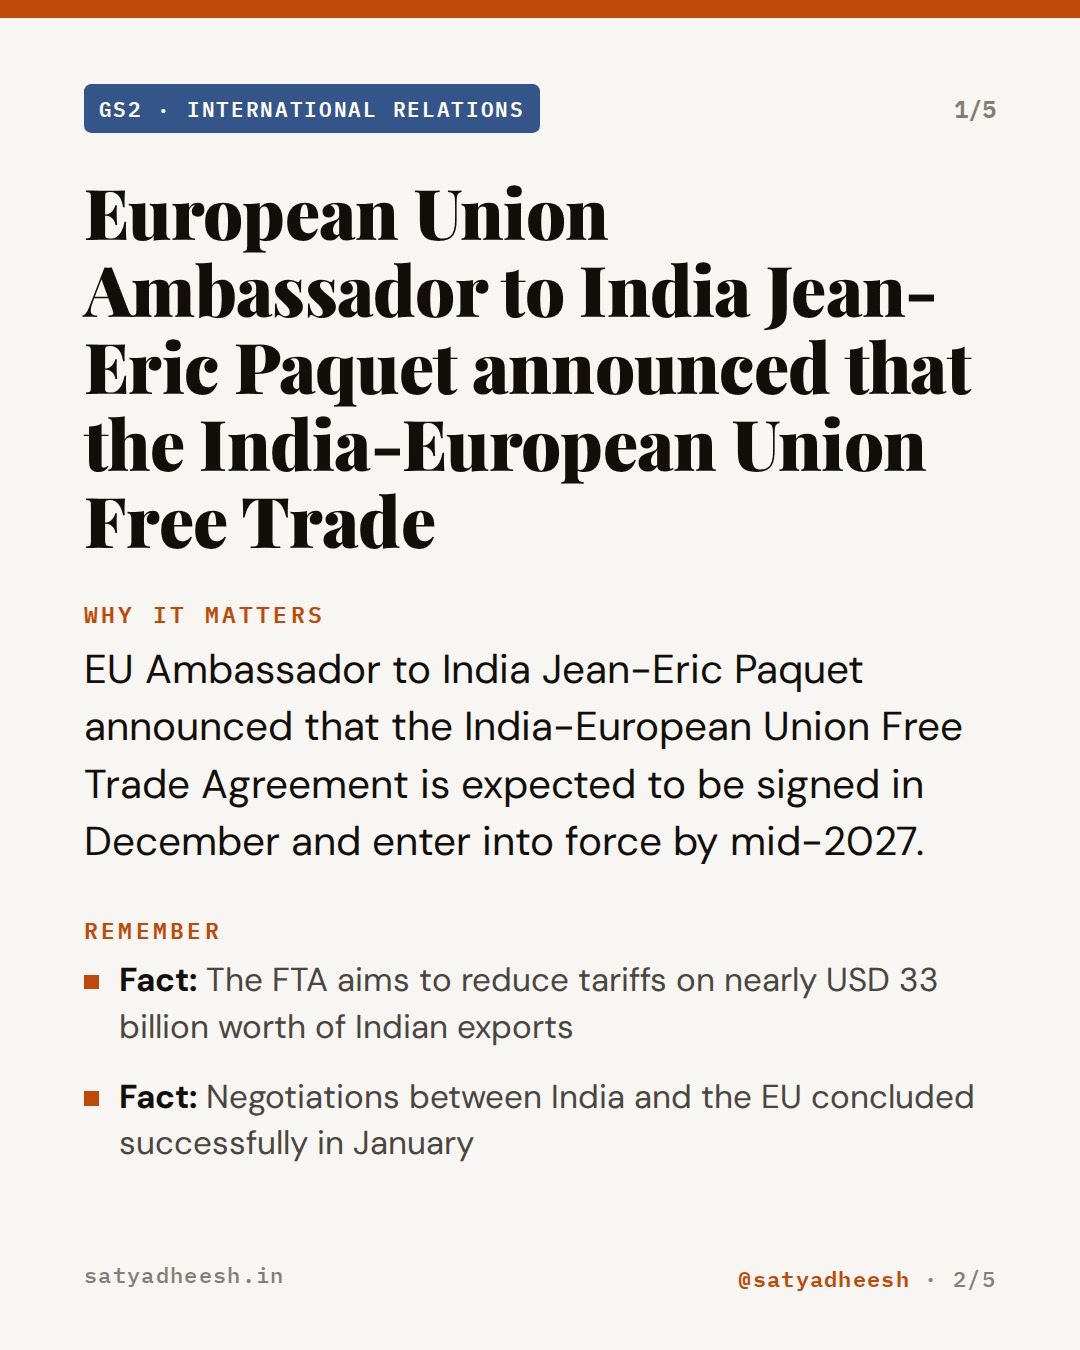 GS2 · INTERNATIONAL RELATIONS
1/5
European Union
Ambassador to India Jean-
Eric Paquet announced that
the India-European Union
Free Trade
WHY IT MATTERS
EU Ambassador to India Jean-Eric Paquet
announced that the India-European Union Free
Trade Agreement is expected to be signed in
December and enter into force by mid-2027.
REMEMBER
Fact: The FTA aims to reduce tariffs on nearly USD 33
billion worth of Indian exports
Fact: Negotiations between India and the EU concluded
successfully in January
satyadheesh.in
@satyadheesh · 2/5